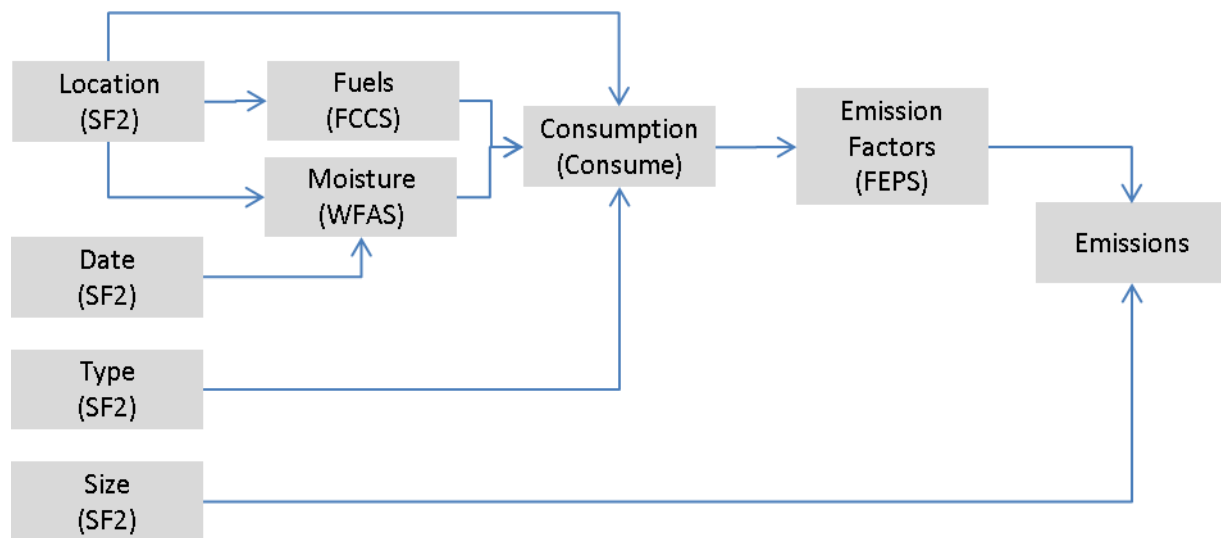 Location
(SF2)
Fuels
(FCCS)
Moisture
(WFAS)
Consumption
(Consume)
Emission
Factors
(FEPS)
Emissions
Date
(SF2)
Type
(SF2)
Size
(SF2)